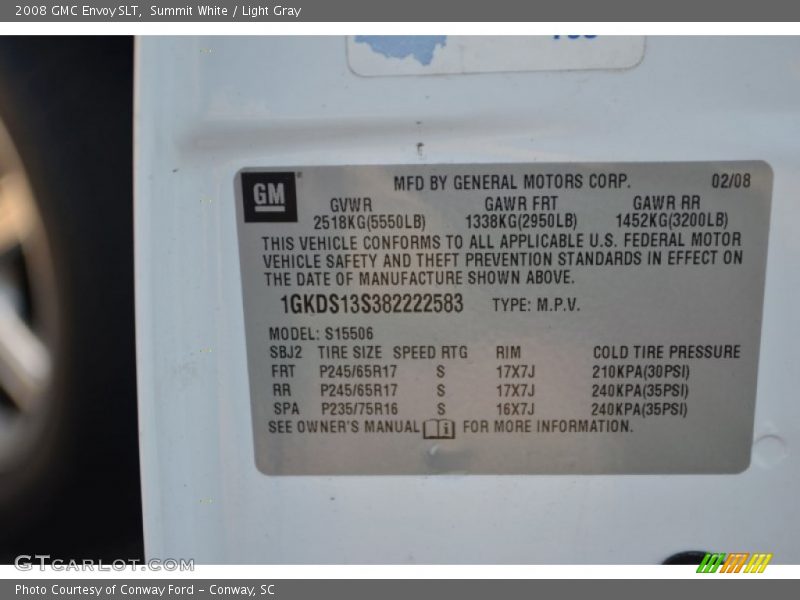 2008 GMC Envoy SLT, Summit White / Light Gray
GM
MFD BY GENERAL MOTORS CORP. 02/08
GVWR GAWR FRT GAWR RR
2518KG(5550LB) 1338KG(2950LB) 1452KG(3200LB)
THIS VEHICLE CONFORMS TO ALL APPLICABLE U.S. FEDERAL MOTOR
VEHICLE SAFETY AND THEFT PREVENTION STANDARDS IN EFFECT ON
THE DATE OF MANUFACTURE SHOWN ABOVE.
1GKDS13S382222583 TYPE: M.P.V.
MODEL: S15506
SBJ2 TIRE SIZE SPEED RTG RIM COLD TIRE PRESSURE
FRT P245/65R17 S 17X7J 210KPA(30PSI)
RR P245/65R17 S 17X7J 240KPA(35PSI)
SPA P235/75R16 S 16X7J 240KPA(35PSI)
SEE OWNER'S MANUAL FOR MORE INFORMATION.
GTCARLOT.COM
Photo Courtesy of Conway Ford - Conway, SC